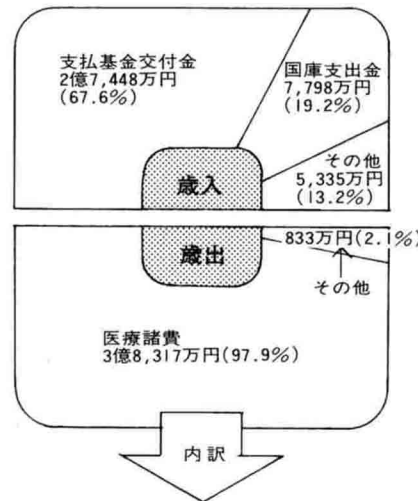 支払基金交付金
2億7,448万円
(67.6%)
国庫支出金
7,798万円
(19.2%)
その他
5,335万円
(13.2%)
歳入
歳出
833万円(2.1%)
その他
医療諸費
3億8,317万円(97.9%)
内訳